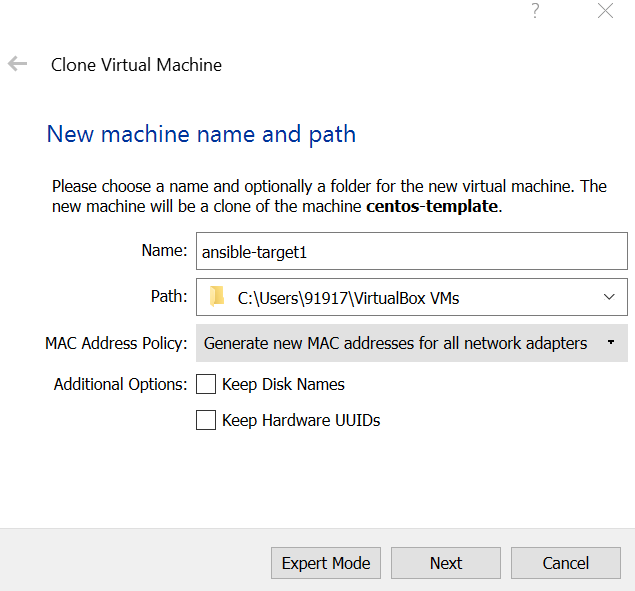 ?
Clone Virtual Machine
New machine name and path
Please choose a name and optionally a folder for the new virtual machine. The
new machine will be a clone of the machine centos-template.
Name: ansible-target1
Path: C:\Users\91917\VirtualBox VMs
MAC Address Policy: Generate new MAC addresses for all network adapters
Additional Options: Keep Disk Names
Keep Hardware UUIDs
Expert Mode Next Cancel